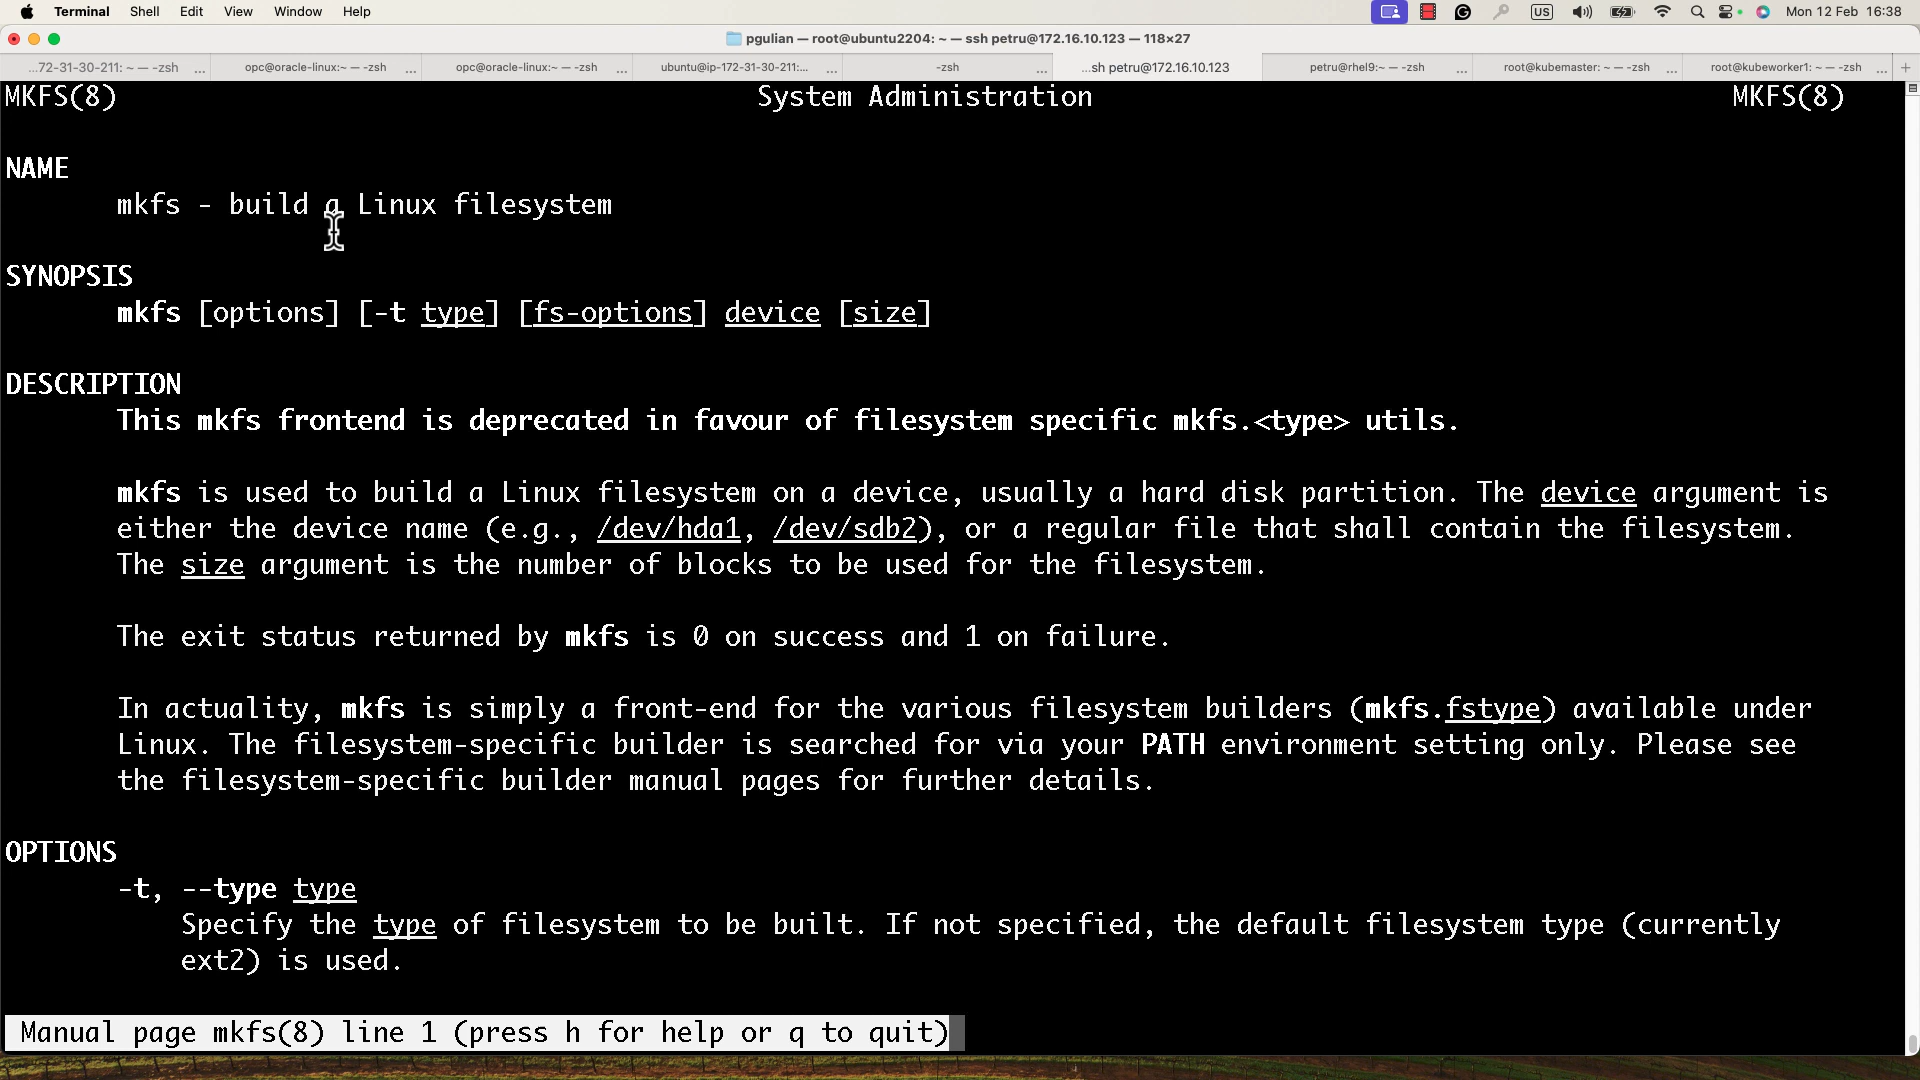 Terminal Shell Edit View Window Help US Mon 12 Feb 16:38
pgulian — root@ubuntu2204: ~ — ssh petru@172.16.10.123 — 118×27
...72-31-30-211: ~ — -zsh ... opc@oracle-linux:~ — -zsh ... opc@oracle-linux:~ — -zsh ... ubuntu@ip-172-31-30-211:... ... -zsh ... ...sh petru@172.16.10.123 petru@rhel9:~ — -zsh ... root@kubemaster: ~ — -zsh ... root@kubeworker1: ~ — -zsh ... +
MKFS(8) System Administration MKFS(8)
NAME
mkfs - build a Linux filesystem
SYNOPSIS
mkfs [options] [-t type] [fs-options] device [size]
DESCRIPTION
This mkfs frontend is deprecated in favour of filesystem specific mkfs.<type> utils.
mkfs is used to build a Linux filesystem on a device, usually a hard disk partition. The device argument is
either the device name (e.g., /dev/hda1, /dev/sdb2), or a regular file that shall contain the filesystem.
The size argument is the number of blocks to be used for the filesystem.
The exit status returned by mkfs is 0 on success and 1 on failure.
In actuality, mkfs is simply a front-end for the various filesystem builders (mkfs.fstype) available under
Linux. The filesystem-specific builder is searched for via your PATH environment setting only. Please see
the filesystem-specific builder manual pages for further details.
OPTIONS
-t, --type type
Specify the type of filesystem to be built. If not specified, the default filesystem type (currently
ext2) is used.
Manual page mkfs(8) line 1 (press h for help or q to quit)